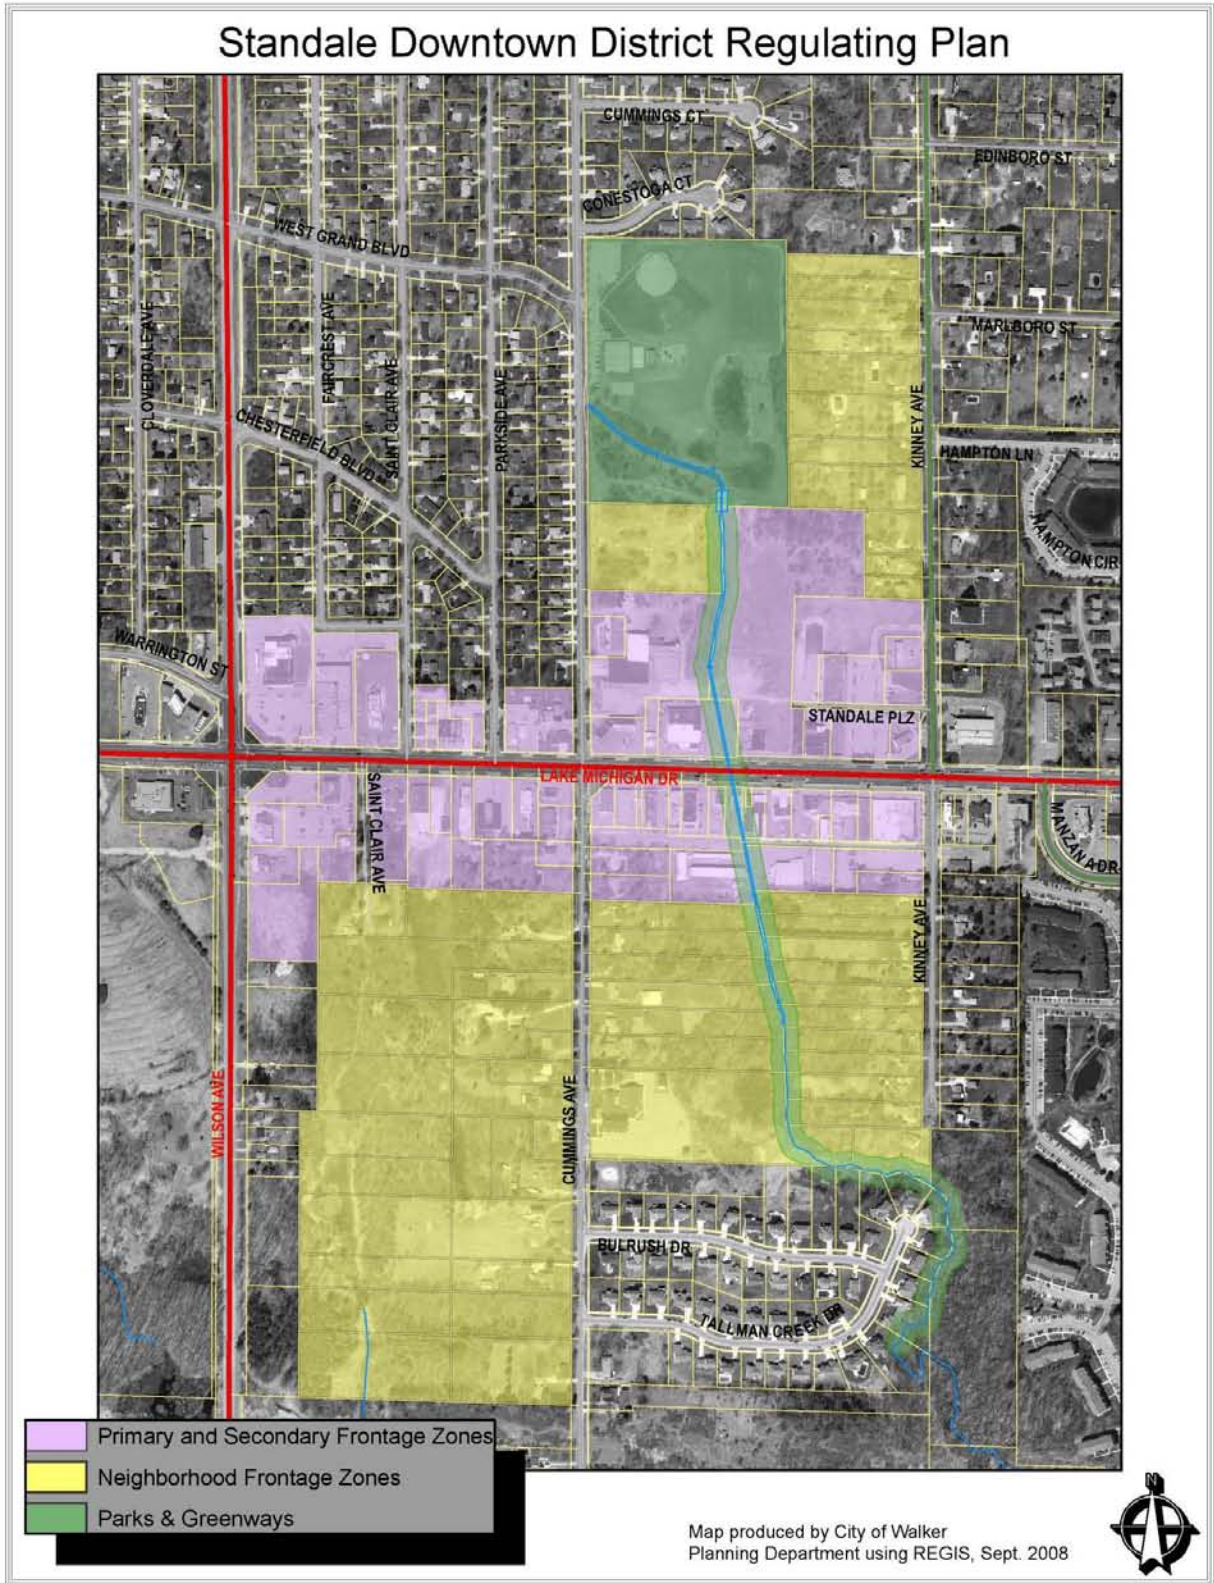 Standale Downtown District Regulating Plan
CUMMINGS CT
EDINBORO ST
CONESTOGA CT
WEST GRAND BLVD
CLOVERDALE AVE
FAIRCREST AVE
SAINT CLAIR AVE
PARKSIDE AVE
MARLBORO ST
KINNEY AVE
CHESTERFIELD BLVD
HAMPTON LN
HAMPTON CIR
WARRINGTON ST
STANDALE PLZ
LAKE MICHIGAN DR
SAINT CLAIR AVE
MANZANA DR
KINNEY AVE
WILSON AVE
CUMMINGS AVE
BULRUSH DR
TALLMAN CREEK DR
Primary and Secondary Frontage Zones
Neighborhood Frontage Zones
Parks & Greenways
N
Map produced by City of Walker
Planning Department using REGIS, Sept. 2008